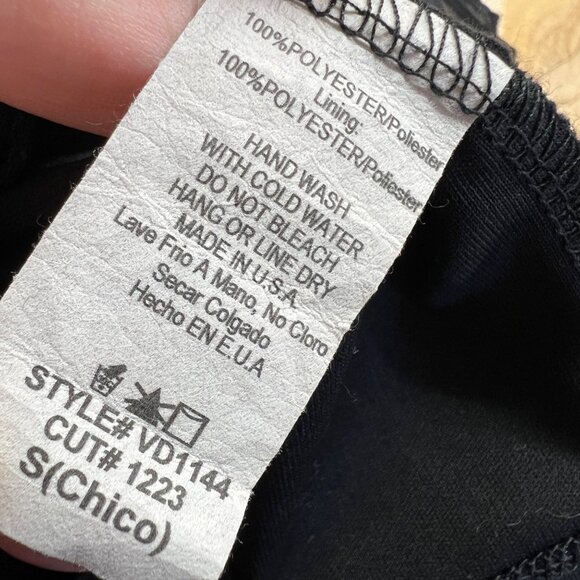 100%POLYESTER/Poliester
Lining:
100%POLYESTER/Poliester
HAND WASH
WITH COLD WATER
DO NOT BLEACH
HANG OR LINE DRY
MADE IN U.S.A
Lave Frio A Mano, No Cloro
Secar Colgado
Hecho EN E.U.A
STYLE# VD1144
CUT# 1223
S(Chico)